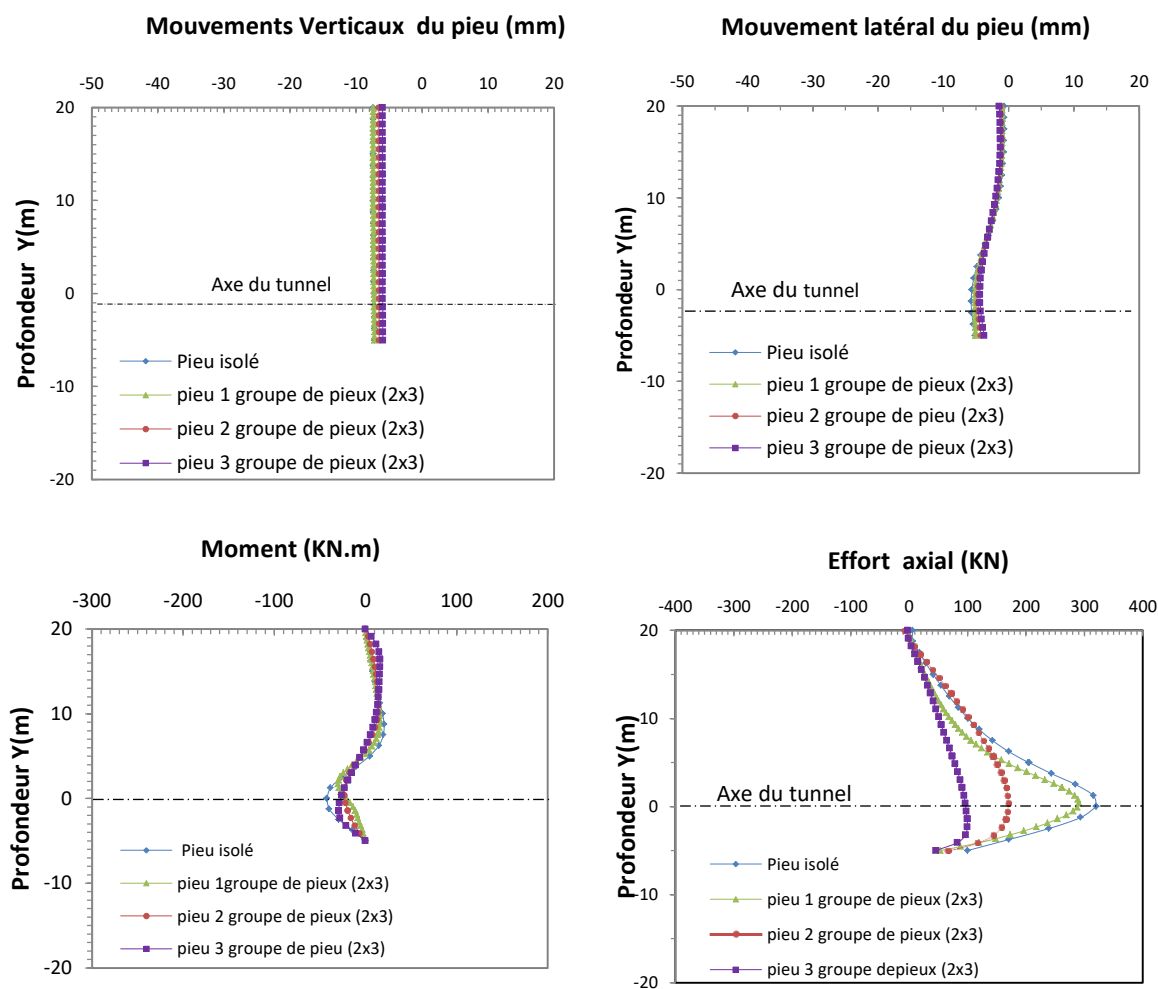 Mouvements Verticaux du pieu (mm)
-50 -40 -30 -20 -10 0 10 20
20
10
0
-10
-20
Profondeur Y(m)
Axe du tunnel
Pieu isolé
pieu 1 groupe de pieux (2x3)
pieu 2 groupe de pieux (2x3)
pieu 3 groupe de pieux (2x3)
Mouvement latéral du pieu (mm)
-50 -40 -30 -20 -10 0 10 20
20
10
0
-10
-20
Profondeur Y(m)
Axe du tunnel
Pieu isolé
pieu 1 groupe de pieux (2x3)
pieu 2 groupe de pieu (2x3)
pieu 3 groupe de pieux (2x3)
Moment (KN.m)
-300 -200 -100 0 100 200
20
10
0
-10
-20
Profondeur Y(m)
Pieu isolé
pieu 1groupe de pieux (2x3)
pieu 2 groupe de pieux (2x3)
pieu 3 groupe de pieu (2x3)
Effort axial (KN)
-400 -300 -200 -100 0 100 200 300 400
20
10
0
-10
-20
Profondeur Y(m)
Axe du tunnel
Pieu isolé
pieu 1 groupe de pieux (2x3)
pieu 2 groupe de pieux (2x3)
pieu 3 groupe depieux (2x3)